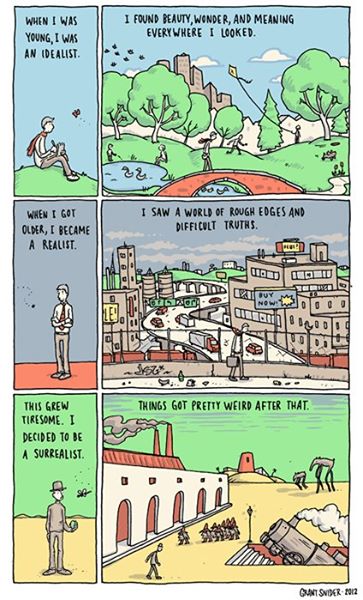 WHEN I WAS
YOUNG, I WAS
AN IDEALIST.
I FOUND BEAUTY, WONDER, AND MEANING
EVERYWHERE I LOOKED.
WHEN I GOT
OLDER, I BECAME
A REALIST.
I SAW A WORLD OF ROUGH EDGES AND
DIFFICULT TRUTHS.
BUY
NOW!
THIS GREW
TIRESOME. I
DECIDED TO BE
A SURREALIST.
THINGS GOT PRETTY WEIRD AFTER THAT.
GRANT SNIDER · 2012